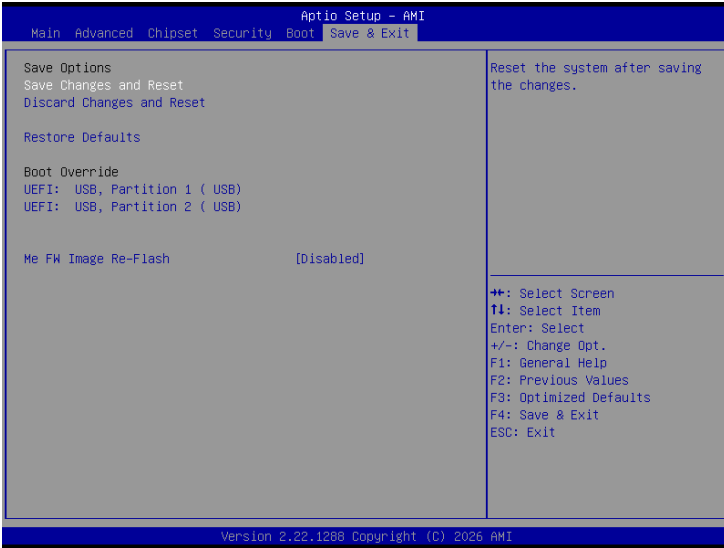 Aptio Setup - AMI
Main Advanced Chipset Security Boot Save & Exit
Save Options
Save Changes and Reset
Discard Changes and Reset
Restore Defaults
Boot Override
UEFI: USB, Partition 1 ( USB)
UEFI: USB, Partition 2 ( USB)
Me FW Image Re-Flash [Disabled]
Reset the system after saving
the changes.
→←: Select Screen
↑↓: Select Item
Enter: Select
+/-: Change Opt.
F1: General Help
F2: Previous Values
F3: Optimized Defaults
F4: Save & Exit
ESC: Exit
Version 2.22.1288 Copyright (C) 2026 AMI